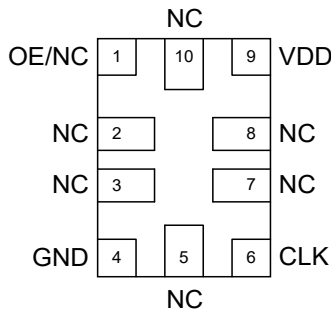 NC
OE/NC 1 10 9 VDD
NC 2 8 NC
NC 3 7 NC
GND 4 5 6 CLK
NC